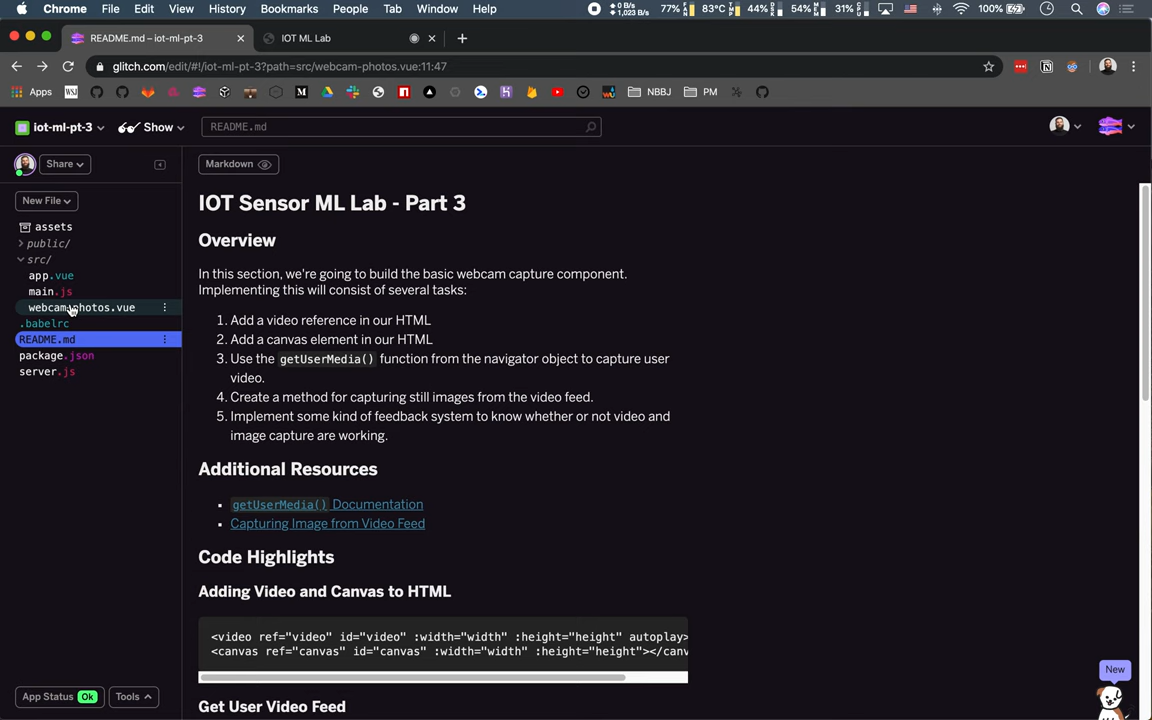 Chrome File Edit View History Bookmarks People Tab Window Help 0 B/s 1,023 B/s 77% 83°C 44% 54% 31% 100%
README.md – iot-ml-pt-3 IOT ML Lab
glitch.com/edit/#!/iot-ml-pt-3?path=src/webcam-photos.vue:11:47
Apps WSJ M NBBJ PM
iot-ml-pt-3 Show README.md
Share Markdown
New File
assets
public/
src/
app.vue
main.js
webcam-photos.vue
.babelrc
README.md
package.json
server.js
App Status Ok Tools
IOT Sensor ML Lab - Part 3
Overview
In this section, we're going to build the basic webcam capture component.
Implementing this will consist of several tasks:
1. Add a video reference in our HTML
2. Add a canvas element in our HTML
3. Use the getUserMedia() function from the navigator object to capture user
video.
4. Create a method for capturing still images from the video feed.
5. Implement some kind of feedback system to know whether or not video and
image capture are working.
Additional Resources
getUserMedia() Documentation
Capturing Image from Video Feed
Code Highlights
Adding Video and Canvas to HTML
<video ref="video" id="video" :width="width" :height="height" autoplay>
<canvas ref="canvas" id="canvas" :width="width" :height="height"></canv
Get User Video Feed
New